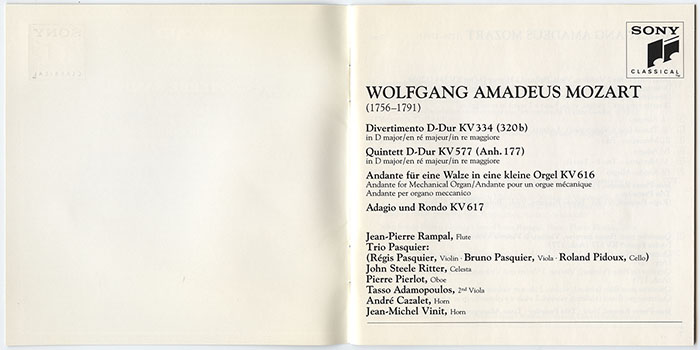 SONY
CLASSICAL
WOLFGANG AMADEUS MOZART
(1756–1791)
Divertimento D-Dur KV 334 (320b)
in D major/en ré majeur/in re maggiore
Quintett D-Dur KV 577 (Anh. 177)
in D major/en ré majeur/in re maggiore
Andante für eine Walze in eine kleine Orgel KV 616
Andante for Mechanical Organ/Andante pour un orgue mécanique
Andante per organo meccanico
Adagio und Rondo KV 617
Jean-Pierre Rampal, Flute
Trio Pasquier:
(Régis Pasquier, Violin · Bruno Pasquier, Viola · Roland Pidoux, Cello)
John Steele Ritter, Celesta
Pierre Pierlot, Oboe
Tasso Adamopoulos, 2nd Viola
André Cazalet, Horn
Jean-Michel Vinit, Horn